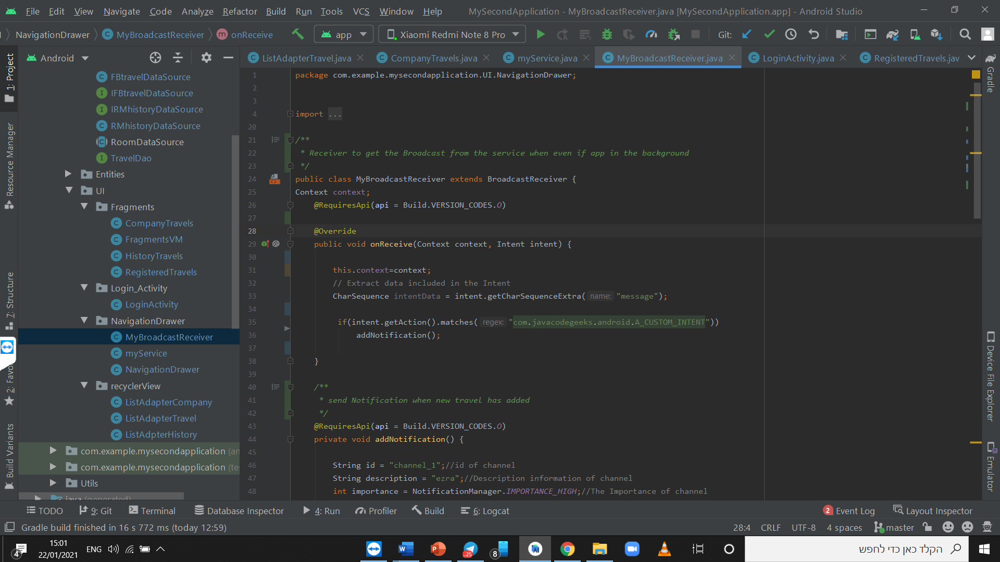 File Edit View Navigate Code Analyze Refactor Build Run Tools VCS Window Help MySecondApplication - MyBroadcastReceiver.java [MySecondApplication.app] - Android Studio
NavigationDrawer MyBroadcastReceiver onReceive app Xiaomi Redmi Note 8 Pro Git:
Android
ListAdapterTravel.java CompanyTravels.java myService.java MyBroadcastReceiver.java LoginActivity.java RegisteredTravels.jav
1: Project
Resource Manager
7: Structure
2: Favo
Build Variants
FBtravelDataSource
IFBtravelDataSource
IRMhistoryDataSource
RMhistoryDataSource
RoomDataSource
TravelDao
Entities
UI
Fragments
CompanyTravels
FragmentsVM
HistoryTravels
RegisteredTravels
Login_Activity
LoginActivity
NavigationDrawer
MyBroadcastReceiver
myService
NavigationDrawer
recyclerView
ListAdapterCompany
ListAdapterTravel
ListAdpterHistory
com.example.mysecondapplication (an
com.example.mysecondapplication (te
Utils
java (generated)
1 package com.example.mysecondapplication.UI.NavigationDrawer;
2
3
4 import ...
20
21 /**
22 * Receiver to get the Broadcast from the service when even if app in the background
23 */
24 public class MyBroadcastReceiver extends BroadcastReceiver {
25 Context context;
26 @RequiresApi(api = Build.VERSION_CODES.O)
27
28 @Override
29 public void onReceive(Context context, Intent intent) {
30
31 this.context=context;
32 // Extract data included in the Intent
33 CharSequence intentData = intent.getCharSequenceExtra( name: "message");
34
35 if(intent.getAction().matches( regex: "com.javacodegeeks.android.A_CUSTOM_INTENT"))
36 addNotification();
37
38 }
39
40 /**
41 * send Notification when new travel has added
42 */
43 @RequiresApi(api = Build.VERSION_CODES.O)
44 private void addNotification() {
45
46 String id = "channel_1";//id of channel
47 String description = "ezra";//Description information of channel
48 int importance = NotificationManager.IMPORTANCE_HIGH;//The Importance of channel
Gradle
Device File Explorer
Emulator
TODO 9: Git Terminal Database Inspector 4: Run Profiler Build 6: Logcat 2 Event Log Layout Inspector
Gradle build finished in 16 s 772 ms (today 12:59) 28:4 CRLF UTF-8 4 spaces master
4 15:01 ENG ..25 8 הקלד כאן כדי לחפש
22/01/2021